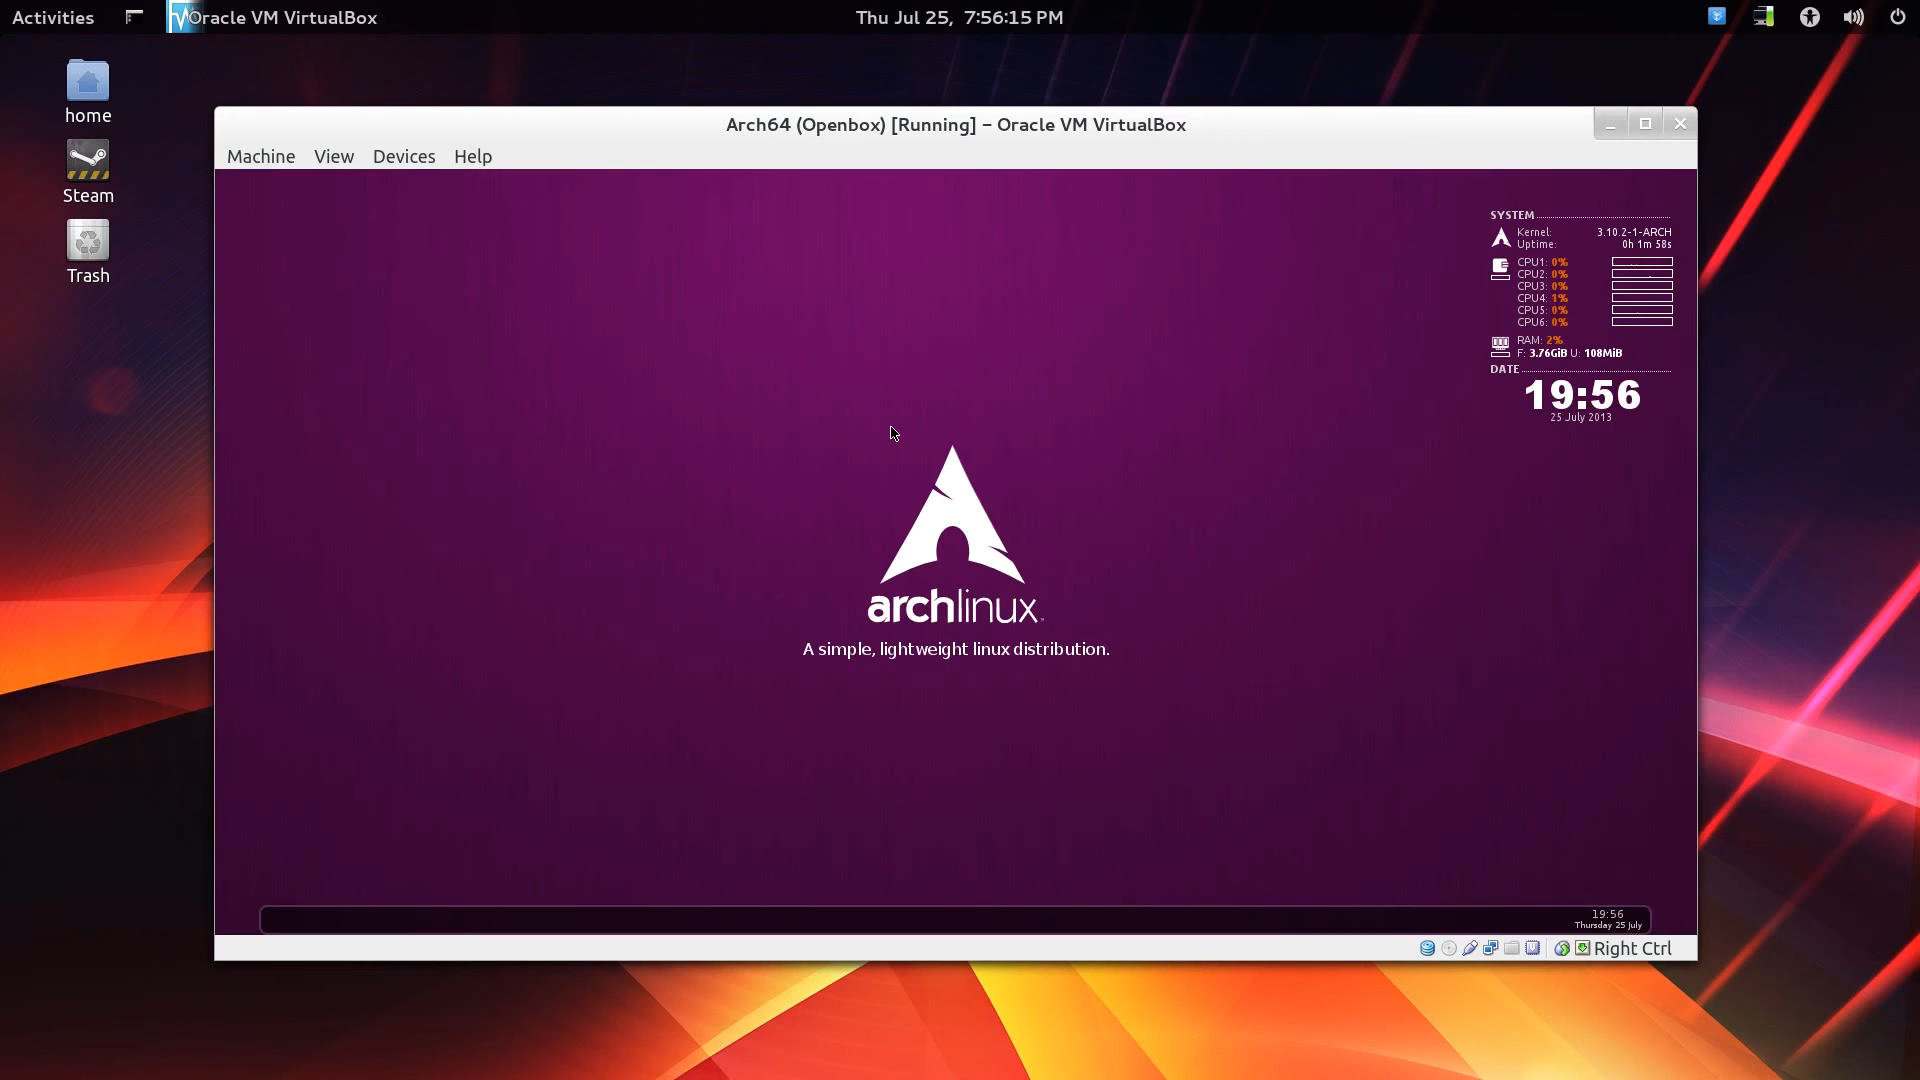 Activities
Oracle VM VirtualBox
Thu Jul 25, 7:56:15 PM
home
Steam
Trash
Arch64 (Openbox) [Running] – Oracle VM VirtualBox
Machine View Devices Help
SYSTEM
Kernel: 3.10.2-1-ARCH
Uptime: 0h 1m 58s
CPU1: 0%
CPU2: 0%
CPU3: 0%
CPU4: 1%
CPU5: 0%
CPU6: 0%
RAM: 2%
F: 3.76GiB U: 108MiB
DATE
19:56
25 July 2013
archlinux
A simple, lightweight linux distribution.
19:56
Thursday 25 July
Right Ctrl